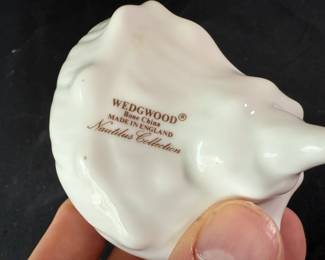 WEDGWOOD®
Bone China
MADE IN ENGLAND
Nautilus Collection